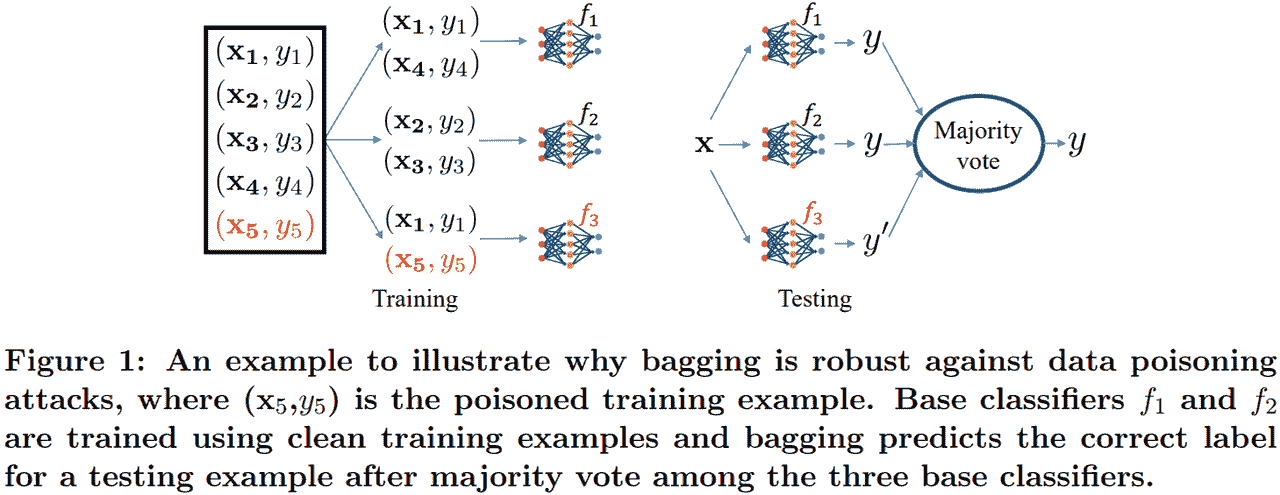 (x₁, y₁)
(x₂, y₂)
(x₃, y₃)
(x₄, y₄)
(x₅, y₅)
(x₁, y₁)
(x₄, y₄)
f₁
(x₂, y₂)
(x₃, y₃)
f₂
(x₁, y₁)
(x₅, y₅)
f₃
Training
x
f₁
y
f₂
y
f₃
y′
Majority
vote
y
Testing
Figure 1: An example to illustrate why bagging is robust against data poisoning
attacks, where (x₅,y₅) is the poisoned training example. Base classifiers f₁ and f₂
are trained using clean training examples and bagging predicts the correct label
for a testing example after majority vote among the three base classifiers.